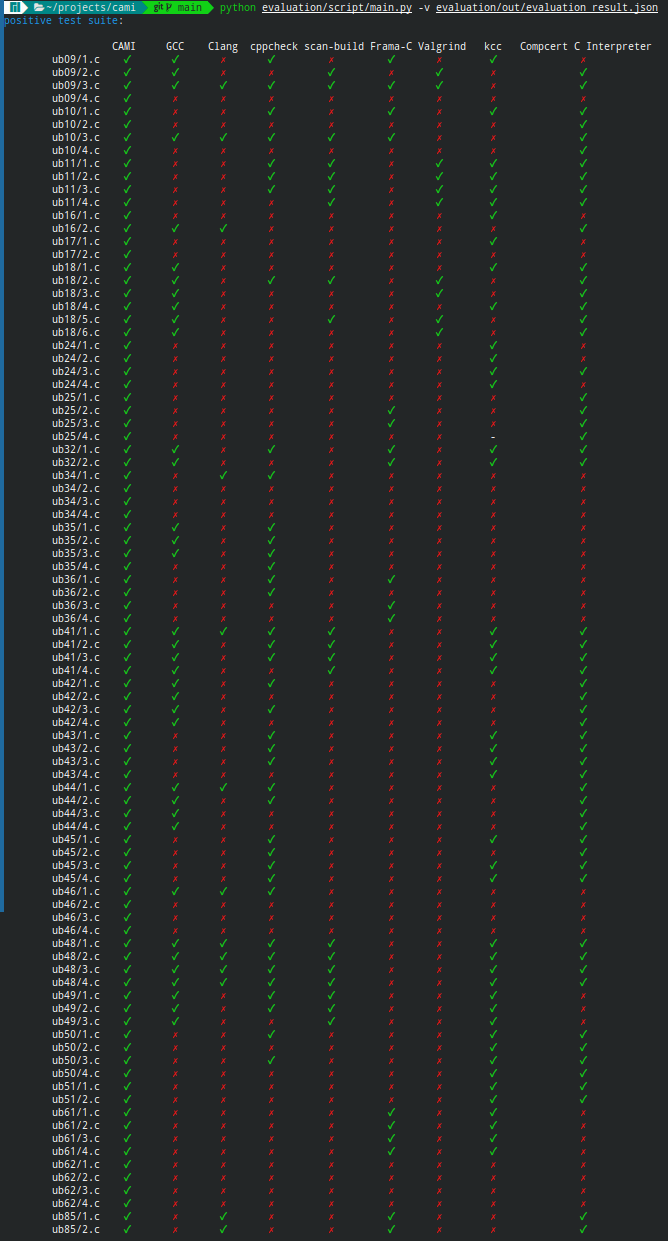 ~/projects/cami git main python evaluation/script/main.py -v evaluation/out/evaluation_result.json
positive test suite:
CAMI GCC Clang cppcheck scan-build Frama-C Valgrind kcc Compcert C Interpreter
ub09/1.c ✓ ✓ ✗ ✓ ✗ ✓ ✗ ✓ ✗
ub09/2.c ✓ ✗ ✗ ✗ ✓ ✗ ✓ ✗ ✓
ub09/3.c ✓ ✓ ✓ ✓ ✓ ✓ ✓ ✗ ✓
ub09/4.c ✓ ✗ ✗ ✗ ✗ ✗ ✗ ✗ ✗
ub10/1.c ✓ ✗ ✗ ✓ ✗ ✓ ✗ ✓ ✓
ub10/2.c ✓ ✗ ✗ ✗ ✗ ✗ ✗ ✗ ✓
ub10/3.c ✓ ✓ ✓ ✓ ✓ ✓ ✗ ✗ ✓
ub10/4.c ✓ ✗ ✗ ✗ ✗ ✗ ✗ ✗ ✓
ub11/1.c ✓ ✗ ✗ ✓ ✓ ✗ ✓ ✓ ✓
ub11/2.c ✓ ✗ ✗ ✓ ✓ ✗ ✓ ✓ ✓
ub11/3.c ✓ ✗ ✗ ✓ ✓ ✗ ✓ ✓ ✓
ub11/4.c ✓ ✗ ✗ ✗ ✓ ✗ ✓ ✓ ✓
ub16/1.c ✓ ✗ ✗ ✗ ✗ ✗ ✗ ✓ ✗
ub16/2.c ✓ ✓ ✓ ✗ ✗ ✗ ✗ ✗ ✓
ub17/1.c ✓ ✗ ✗ ✗ ✗ ✗ ✗ ✓ ✗
ub17/2.c ✓ ✗ ✗ ✗ ✗ ✗ ✗ ✗ ✗
ub18/1.c ✓ ✓ ✗ ✗ ✗ ✗ ✗ ✓ ✓
ub18/2.c ✓ ✓ ✗ ✓ ✓ ✗ ✓ ✗ ✓
ub18/3.c ✓ ✓ ✗ ✗ ✗ ✗ ✓ ✗ ✓
ub18/4.c ✓ ✓ ✗ ✗ ✗ ✗ ✗ ✓ ✓
ub18/5.c ✓ ✓ ✗ ✗ ✓ ✗ ✓ ✗ ✓
ub18/6.c ✓ ✓ ✗ ✗ ✗ ✗ ✓ ✗ ✓
ub24/1.c ✓ ✗ ✗ ✗ ✗ ✗ ✗ ✓ ✗
ub24/2.c ✓ ✗ ✗ ✗ ✗ ✗ ✗ ✓ ✗
ub24/3.c ✓ ✗ ✗ ✗ ✗ ✗ ✗ ✓ ✓
ub24/4.c ✓ ✗ ✗ ✗ ✗ ✗ ✗ ✓ ✗
ub25/1.c ✓ ✗ ✗ ✗ ✗ ✗ ✗ ✗ ✓
ub25/2.c ✓ ✗ ✗ ✗ ✗ ✓ ✗ ✗ ✓
ub25/3.c ✓ ✗ ✗ ✗ ✗ ✓ ✗ ✗ ✓
ub25/4.c ✓ ✗ ✗ ✗ ✗ ✗ ✗ - ✓
ub32/1.c ✓ ✓ ✗ ✓ ✗ ✓ ✗ ✓ ✓
ub32/2.c ✓ ✓ ✗ ✗ ✗ ✓ ✗ ✓ ✓
ub34/1.c ✓ ✗ ✓ ✓ ✗ ✗ ✗ ✗ ✗
ub34/2.c ✓ ✗ ✗ ✗ ✗ ✗ ✗ ✗ ✗
ub34/3.c ✓ ✗ ✗ ✗ ✗ ✗ ✗ ✗ ✗
ub34/4.c ✓ ✗ ✗ ✗ ✗ ✗ ✗ ✗ ✗
ub35/1.c ✓ ✓ ✗ ✓ ✗ ✗ ✗ ✗ ✗
ub35/2.c ✓ ✓ ✗ ✓ ✗ ✗ ✗ ✗ ✗
ub35/3.c ✓ ✓ ✗ ✓ ✗ ✗ ✗ ✗ ✗
ub35/4.c ✓ ✗ ✗ ✓ ✗ ✗ ✗ ✗ ✗
ub36/1.c ✓ ✗ ✗ ✓ ✗ ✓ ✗ ✗ ✗
ub36/2.c ✓ ✗ ✗ ✓ ✗ ✗ ✗ ✗ ✗
ub36/3.c ✓ ✗ ✗ ✗ ✗ ✓ ✗ ✗ ✗
ub36/4.c ✓ ✗ ✗ ✗ ✗ ✓ ✗ ✗ ✗
ub41/1.c ✓ ✓ ✓ ✓ ✓ ✗ ✗ ✓ ✓
ub41/2.c ✓ ✓ ✗ ✓ ✓ ✗ ✗ ✓ ✓
ub41/3.c ✓ ✓ ✗ ✓ ✓ ✗ ✗ ✓ ✓
ub41/4.c ✓ ✓ ✗ ✗ ✓ ✗ ✗ ✓ ✓
ub42/1.c ✓ ✓ ✗ ✓ ✗ ✗ ✗ ✗ ✓
ub42/2.c ✓ ✓ ✗ ✗ ✗ ✗ ✗ ✗ ✓
ub42/3.c ✓ ✓ ✗ ✓ ✗ ✗ ✗ ✗ ✓
ub42/4.c ✓ ✓ ✗ ✗ ✗ ✗ ✗ ✗ ✓
ub43/1.c ✓ ✗ ✗ ✓ ✗ ✗ ✗ ✓ ✓
ub43/2.c ✓ ✗ ✗ ✓ ✗ ✗ ✗ ✓ ✓
ub43/3.c ✓ ✗ ✗ ✓ ✗ ✗ ✗ ✓ ✓
ub43/4.c ✓ ✗ ✗ ✗ ✗ ✗ ✗ ✓ ✓
ub44/1.c ✓ ✓ ✓ ✓ ✗ ✗ ✗ ✗ ✓
ub44/2.c ✓ ✓ ✗ ✓ ✗ ✗ ✗ ✗ ✓
ub44/3.c ✓ ✓ ✗ ✗ ✗ ✗ ✗ ✗ ✓
ub44/4.c ✓ ✓ ✗ ✗ ✗ ✗ ✗ ✗ ✓
ub45/1.c ✓ ✗ ✗ ✓ ✗ ✗ ✗ ✓ ✓
ub45/2.c ✓ ✗ ✗ ✓ ✗ ✗ ✗ ✗ ✓
ub45/3.c ✓ ✗ ✗ ✓ ✗ ✗ ✗ ✓ ✓
ub45/4.c ✓ ✗ ✗ ✓ ✗ ✗ ✗ ✓ ✓
ub46/1.c ✓ ✓ ✓ ✓ ✗ ✗ ✗ ✗ ✗
ub46/2.c ✓ ✗ ✗ ✗ ✗ ✗ ✗ ✗ ✗
ub46/3.c ✓ ✗ ✗ ✗ ✗ ✗ ✗ ✗ ✗
ub46/4.c ✓ ✗ ✗ ✗ ✗ ✗ ✗ ✗ ✗
ub48/1.c ✓ ✓ ✓ ✓ ✓ ✗ ✗ ✓ ✓
ub48/2.c ✓ ✓ ✓ ✓ ✓ ✗ ✗ ✓ ✓
ub48/3.c ✓ ✓ ✓ ✓ ✓ ✗ ✗ ✓ ✓
ub48/4.c ✓ ✓ ✓ ✓ ✓ ✗ ✗ ✓ ✓
ub49/1.c ✓ ✓ ✗ ✓ ✓ ✗ ✗ ✓ ✗
ub49/2.c ✓ ✓ ✗ ✓ ✓ ✗ ✗ ✓ ✗
ub49/3.c ✓ ✓ ✗ ✗ ✓ ✗ ✗ ✓ ✗
ub50/1.c ✓ ✗ ✗ ✓ ✗ ✗ ✗ ✓ ✓
ub50/2.c ✓ ✗ ✗ ✗ ✗ ✗ ✗ ✓ ✓
ub50/3.c ✓ ✗ ✗ ✓ ✗ ✗ ✗ ✓ ✓
ub50/4.c ✓ ✗ ✗ ✗ ✗ ✗ ✗ ✓ ✓
ub51/1.c ✓ ✗ ✗ ✗ ✗ ✗ ✗ ✓ ✓
ub51/2.c ✓ ✗ ✗ ✗ ✗ ✗ ✗ ✓ ✓
ub61/1.c ✓ ✗ ✗ ✗ ✗ ✓ ✗ ✓ ✗
ub61/2.c ✓ ✗ ✗ ✗ ✗ ✓ ✗ ✓ ✗
ub61/3.c ✓ ✗ ✗ ✗ ✗ ✓ ✗ ✓ ✗
ub61/4.c ✓ ✗ ✗ ✗ ✗ ✓ ✗ ✓ ✗
ub62/1.c ✓ ✗ ✗ ✗ ✗ ✗ ✗ ✗ ✗
ub62/2.c ✓ ✗ ✗ ✗ ✗ ✗ ✗ ✗ ✗
ub62/3.c ✓ ✗ ✗ ✗ ✗ ✗ ✗ ✗ ✗
ub62/4.c ✓ ✗ ✗ ✗ ✗ ✗ ✗ ✗ ✗
ub85/1.c ✓ ✗ ✓ ✗ ✗ ✓ ✗ ✗ ✓
ub85/2.c ✓ ✗ ✓ ✗ ✗ ✓ ✗ ✗ ✓